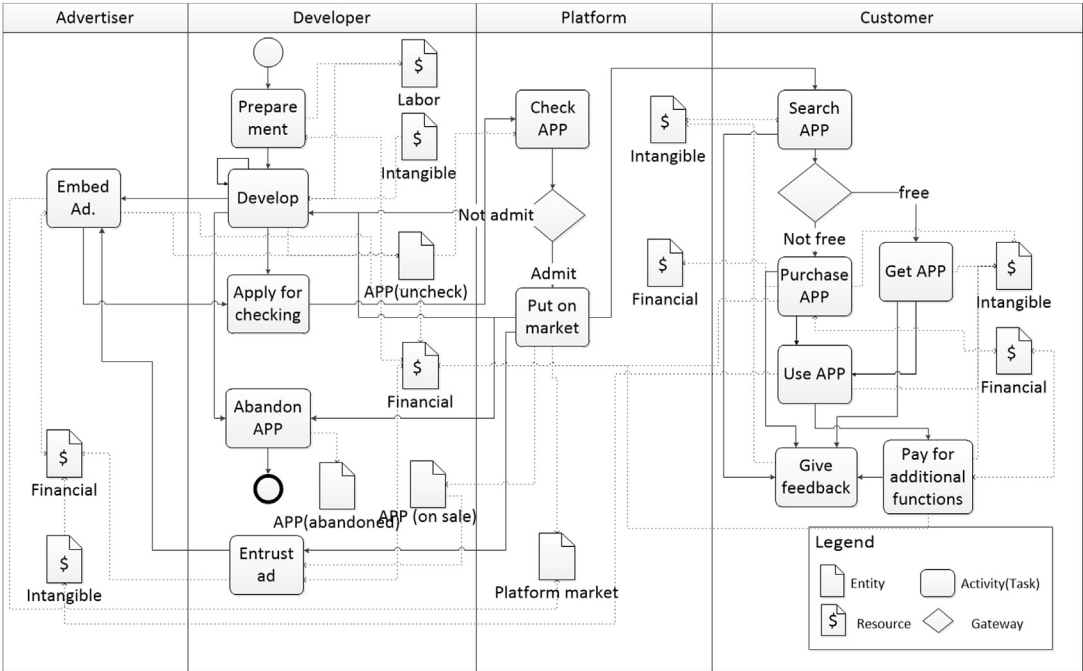 Advertiser
Developer
Platform
Customer
Prepare
ment
$
Labor
$
Intangible
Develop
Embed
Ad.
APP(uncheck)
Apply for
checking
$
Financial
Abandon
APP
APP(abandoned)
APP (on sale)
Entrust
ad
$
Financial
$
Intangible
Check
APP
Not admit
Admit
Put on
market
Platform market
$
Intangible
$
Financial
Search
APP
free
Not free
Purchase
APP
Get APP
$
Intangible
Use APP
$
Financial
Give
feedback
Pay for
additional
functions
Legend
Entity
Activity(Task)
$
Resource
Gateway